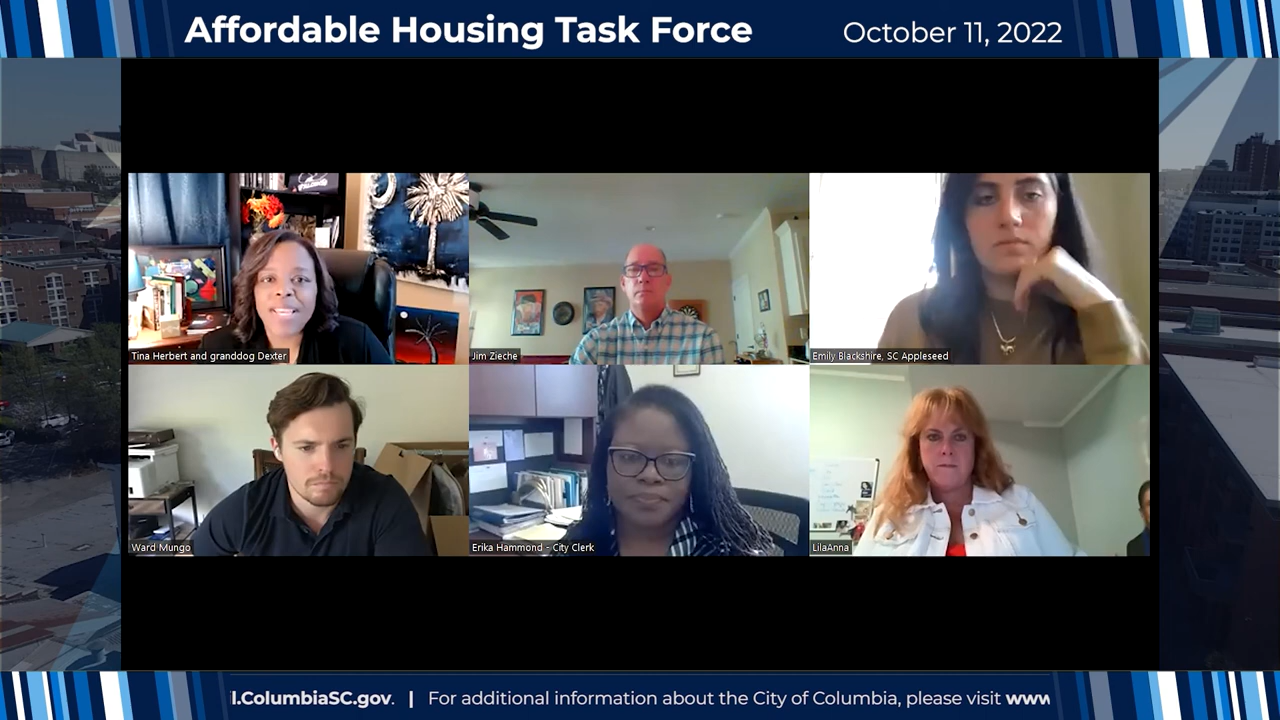 Affordable Housing Task Force
October 11, 2022
Tina Herbert and granddog Dexter
Jim Zieche
Emily Blackshire, SC Appleseed
Ward Mungo
Erika Hammond - City Clerk
LilaAnna
l.ColumbiaSC.gov. | For additional information about the City of Columbia, please visit www